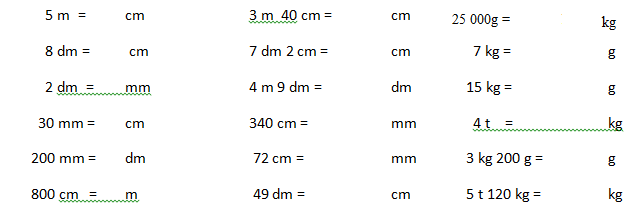 5 m = cm 3 m 40 cm = cm 25 000g = kg
8 dm = cm 7 dm 2 cm = cm 7 kg = g
2 dm = mm 4 m 9 dm = dm 15 kg = g
30 mm = cm 340 cm = mm 4 t = kg
200 mm = dm 72 cm = mm 3 kg 200 g = g
800 cm = m 49 dm = cm 5 t 120 kg = kg